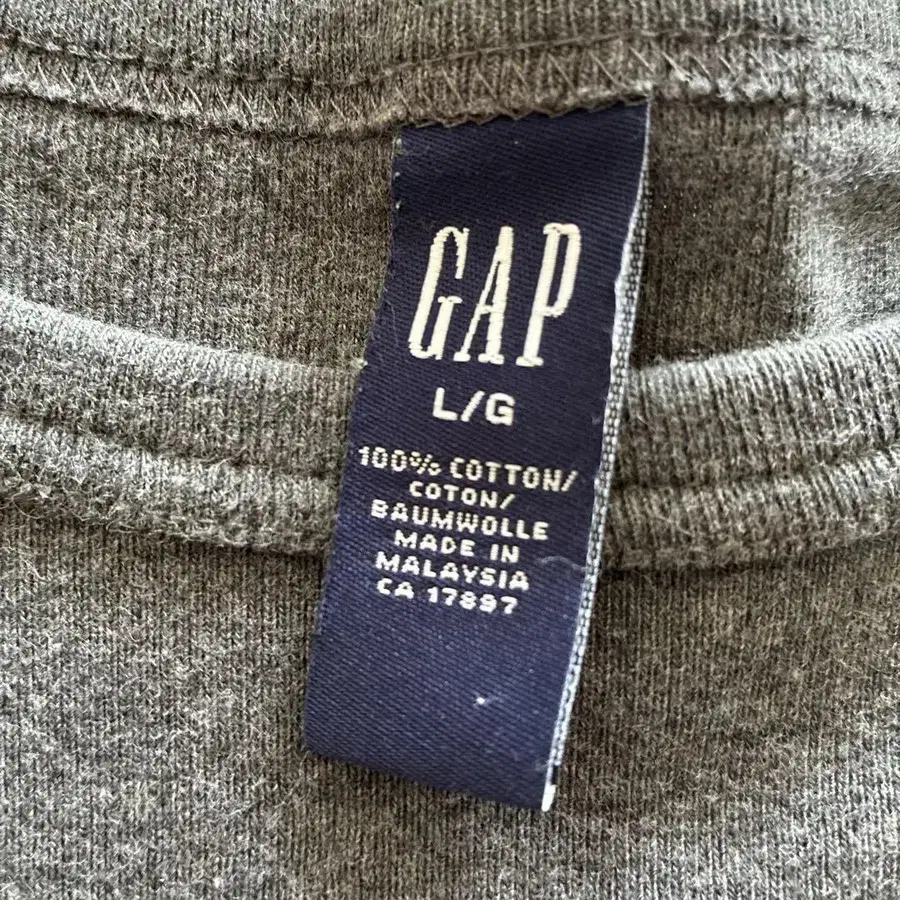 GAP
L/G
100% COTTON/
COTON/
BAUMWOLLE
MADE IN
MALAYSIA
CA 17897